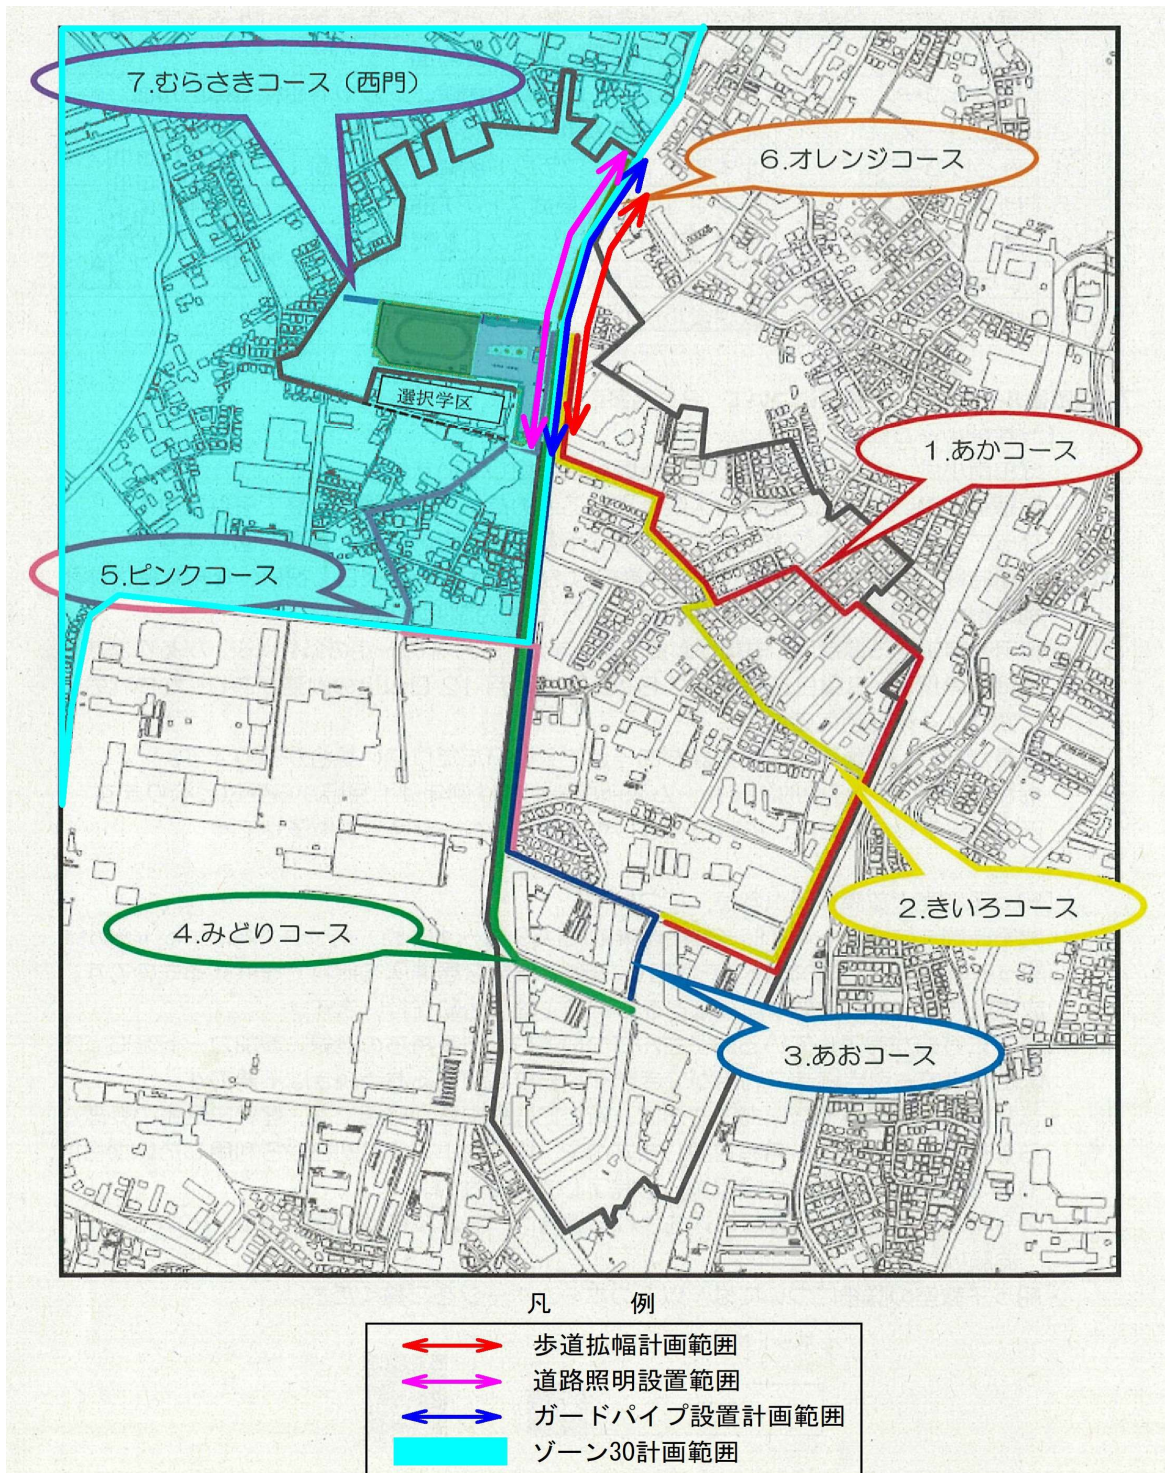 7.むらさきコース（西門）
6.オレンジコース
選択学区
1.あかコース
5.ピンクコース
2.きいろコース
4.みどりコース
3.あおコース
凡　例
歩道拡幅計画範囲
道路照明設置範囲
ガードパイプ設置計画範囲
ゾーン30計画範囲